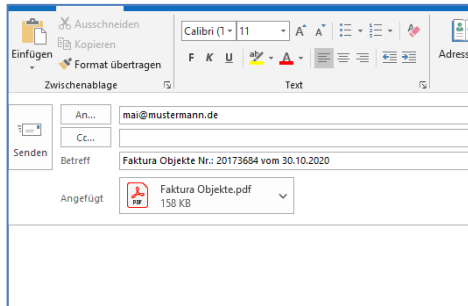 Ausschneiden
Kopieren
Format übertragen
Einfügen
Zwischenablage
Calibri (T
11
A A
F K U
Text
Adress
An...
mai@mustermann.de
Cc...
Senden
Betreff
Faktura Objekte Nr.: 20173684 vom 30.10.2020
Angefügt
PDF
Faktura Objekte.pdf
158 KB